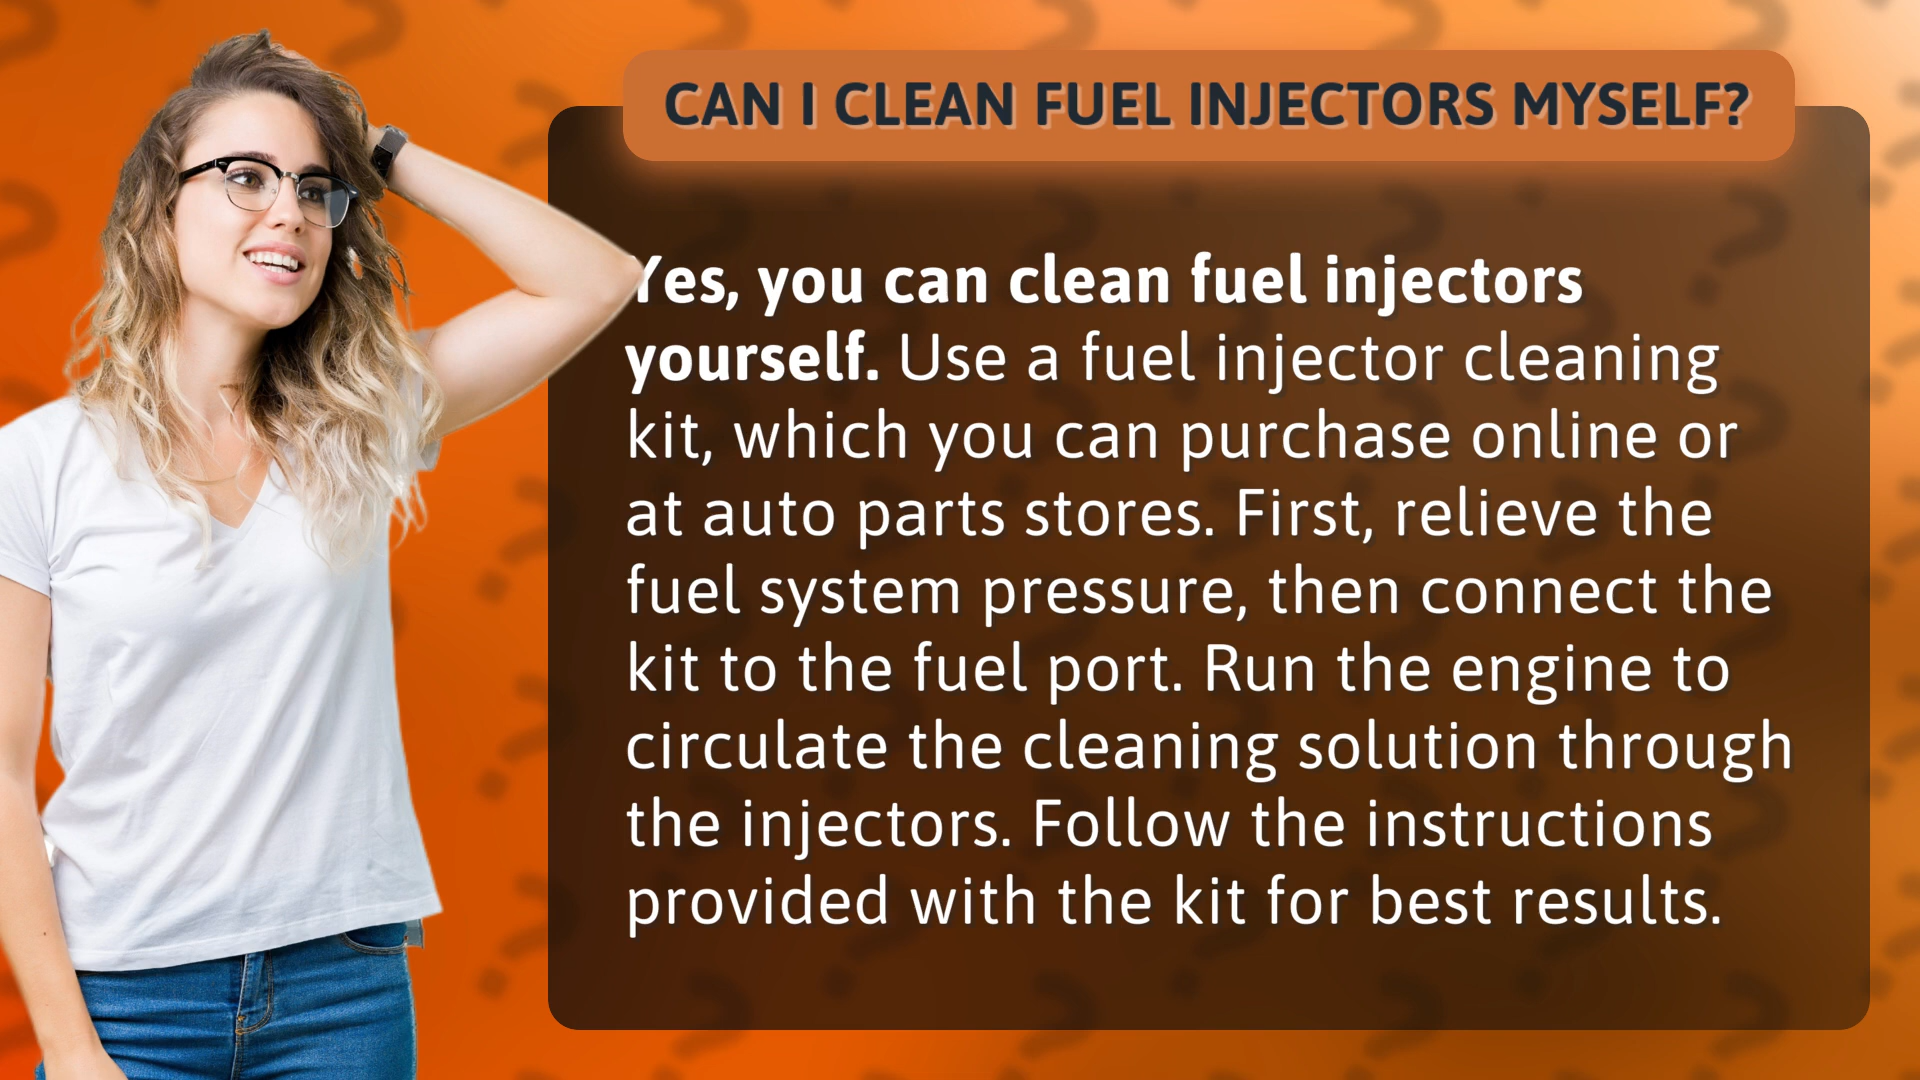 CAN I CLEAN FUEL INJECTORS MYSELF?
Yes, you can clean fuel injectors
yourself. Use a fuel injector cleaning
kit, which you can purchase online or
at auto parts stores. First, relieve the
fuel system pressure, then connect the
kit to the fuel port. Run the engine to
circulate the cleaning solution through
the injectors. Follow the instructions
provided with the kit for best results.